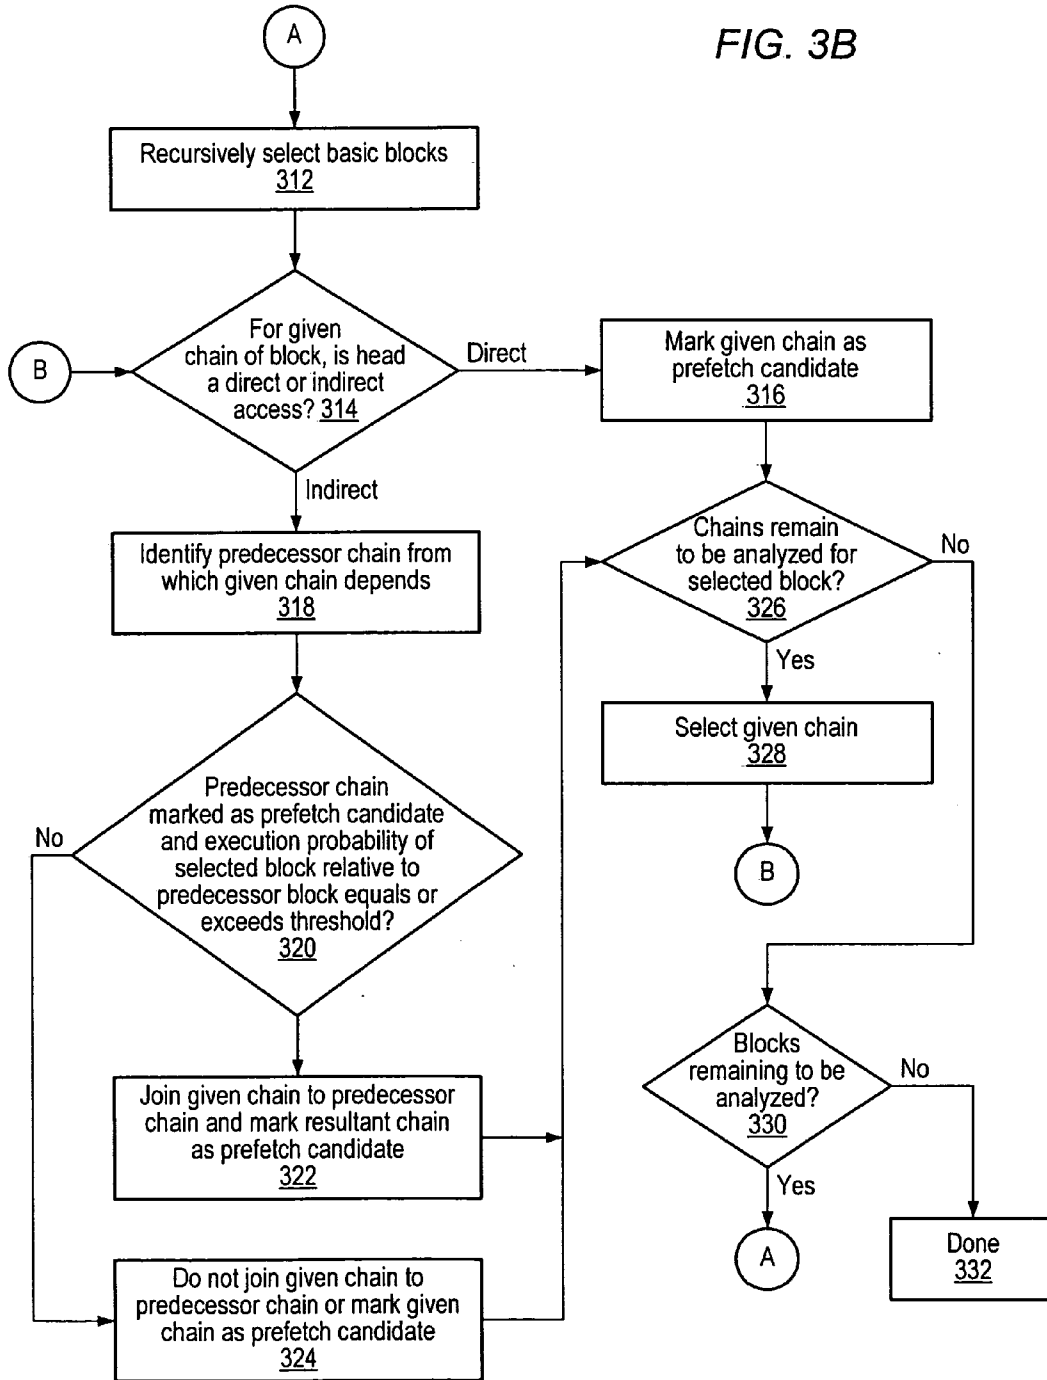 FIG. 3B
A
Recursively select basic blocks
312
For given
chain of block, is head
a direct or indirect
access? 314
B
Direct
Indirect
Mark given chain as
prefetch candidate
316
Identify predecessor chain from
which given chain depends
318
Chains remain
to be analyzed for
selected block?
326
No
Yes
Select given chain
328
B
Predecessor chain
marked as prefetch candidate
and execution probability of
selected block relative to
predecessor block equals or
exceeds threshold?
320
No
Join given chain to predecessor
chain and mark resultant chain
as prefetch candidate
322
Do not join given chain to
predecessor chain or mark given
chain as prefetch candidate
324
Blocks
remaining to be
analyzed?
330
No
Yes
A
Done
332